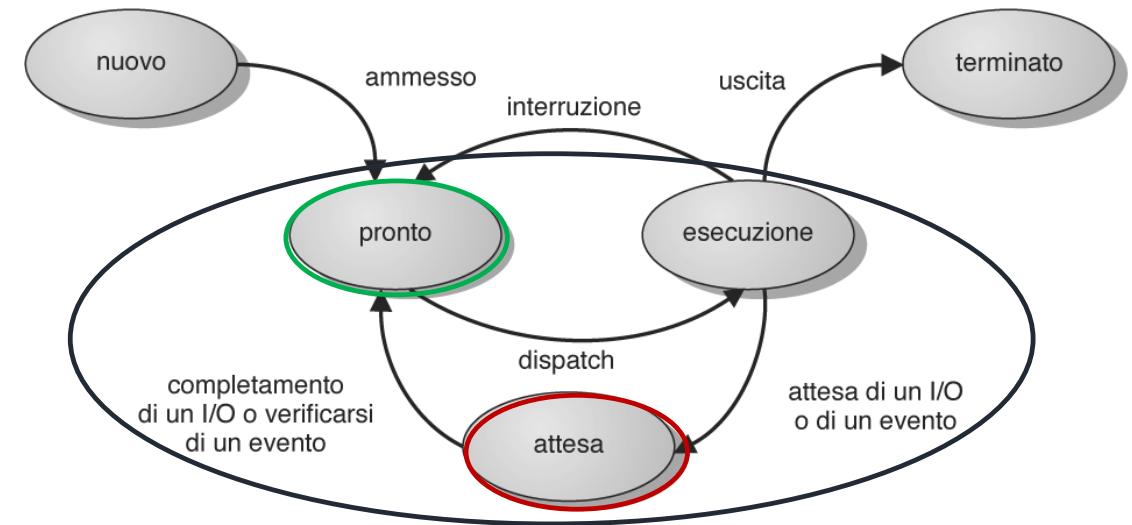 nuovo
ammesso
interruzione
uscita
terminato
pronto
esecuzione
dispatch
completamento
di un I/O o verificarsi
di un evento
attesa di un I/O
o di un evento
attesa